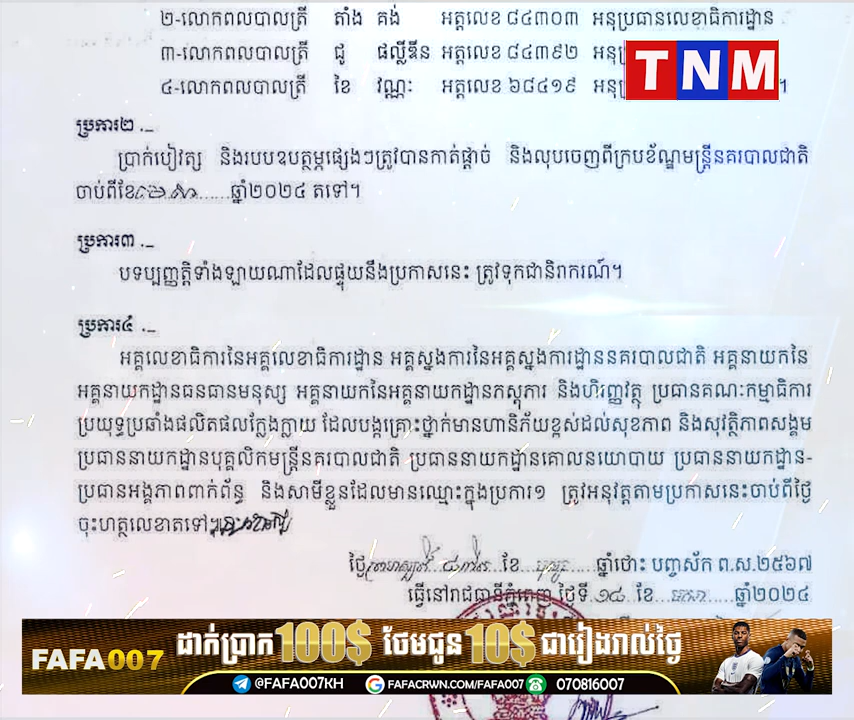 ២-លោកពលបាលត្រី តាំង គង់ អត្តលេខ ៨៤៣០៣ អនុប្រធានលេខាធិការដ្ឋាន
៣-លោកពលបាលត្រី ជូ ផល្លីឌីន អត្តលេខ ៨៤៣៩២
៤-លោកពលបាលត្រី ខៃ វណ្ណៈ អត្តលេខ ៦៨៤១៩
TNM
ប្រការ២ ._
ប្រាក់បៀវត្ស និងរបបឧបត្ថម្ភផ្សេងៗត្រូវបានកាត់ផ្តាច់ និងលុបចេញពីក្របខ័ណ្ឌមន្ត្រីនគរបាលជាតិ
ចាប់ពីខែ ឆ្នាំ២០២៤ តទៅ។
ប្រការ៣ ._
បទប្បញ្ញត្តិទាំងឡាយណាដែលផ្ទុយនឹងប្រកាសនេះ ត្រូវទុកជានិរាករណ៍។
ប្រការ៤ ._
អគ្គលេខាធិការនៃអគ្គលេខាធិការដ្ឋាន អគ្គស្នងការនៃអគ្គស្នងការដ្ឋាននគរបាលជាតិ អគ្គនាយកនៃ
អគ្គនាយកដ្ឋានធនធានមនុស្ស អគ្គនាយកនៃអគ្គនាយកដ្ឋានភស្តុភារ និងហិរញ្ញវត្ថុ ប្រធានគណៈកម្មាធិការ
ប្រយុទ្ធប្រឆាំងផលិតផលក្លែងក្លាយ ដែលបង្កគ្រោះថ្នាក់មានហានិភ័យខ្ពស់ដល់សុខភាព និងសុវត្ថិភាពសង្គម
ប្រធាននាយកដ្ឋានបុគ្គលិកមន្ត្រីនគរបាលជាតិ ប្រធាននាយកដ្ឋានគោលនយោបាយ ប្រធាននាយកដ្ឋាន-
ប្រធានអង្គភាពពាក់ព័ន្ធ និងសាមីខ្លួនដែលមានឈ្មោះក្នុងប្រការ១ ត្រូវអនុវត្តតាមប្រកាសនេះចាប់ពីថ្ងៃ
ចុះហត្ថលេខាតទៅ។
ថ្ងៃ ខែ ឆ្នាំថោះ បញ្ចស័ក ព.ស.២៥៦៧
ធ្វើនៅរាជធានីភ្នំពេញ ថ្ងៃទី ១៨ ខែ ឆ្នាំ២០២៤
FAFA007
ដាក់ប្រាក់ 100$ ថែមជូន 10$ ជារៀងរាល់ថ្ងៃ
@FAFA007KH FAFACRWN.COM/FAFA007 070816007